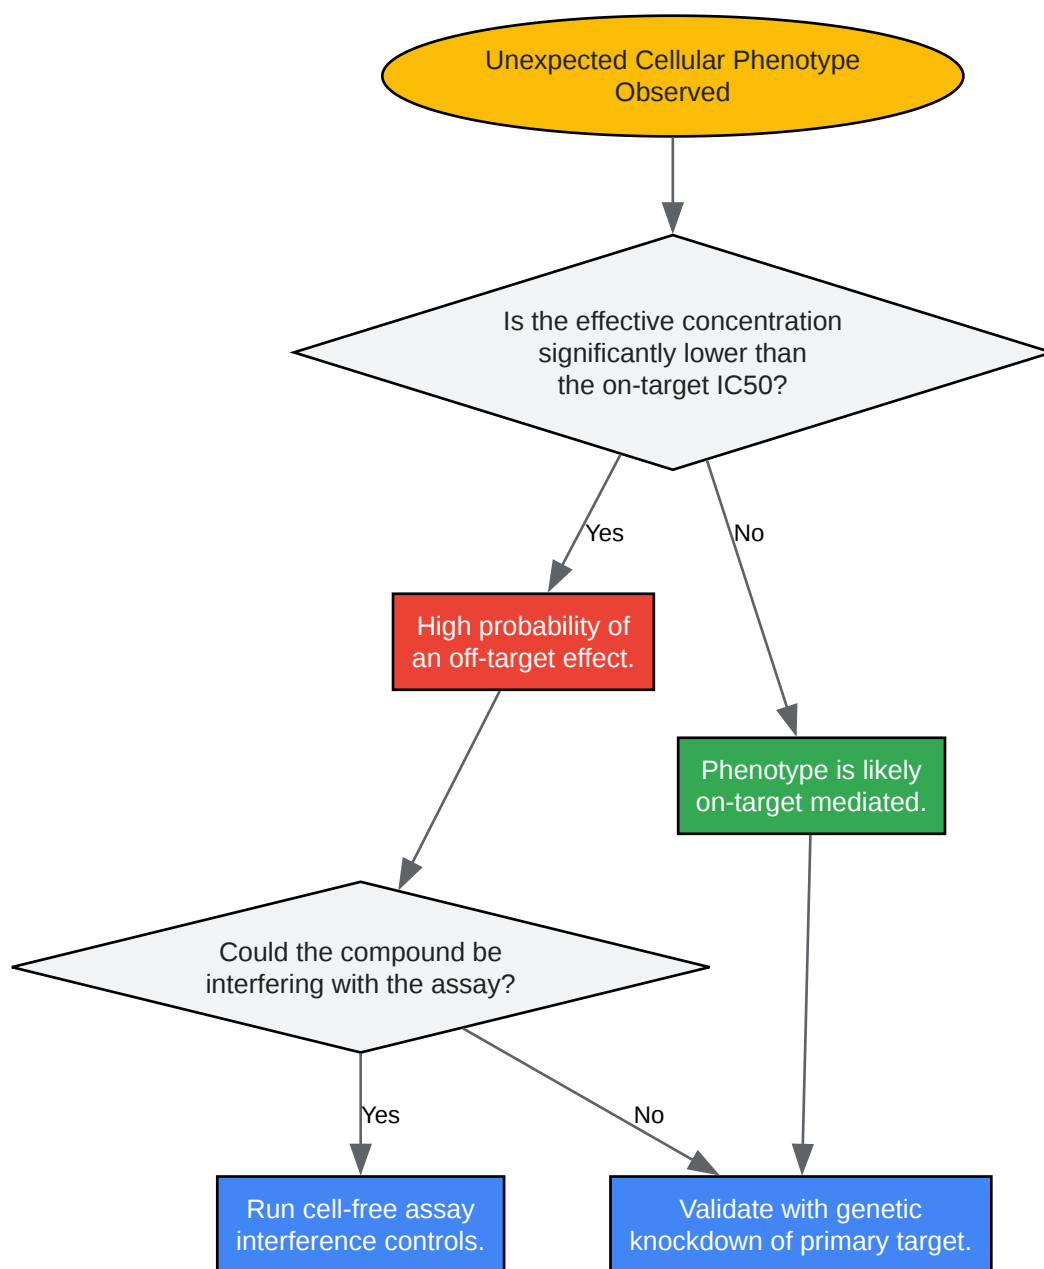 Unexpected Cellular Phenotype
Observed
Is the effective concentration
significantly lower than
the on-target IC50?
Yes
No
High probability of
an off-target effect.
Phenotype is likely
on-target mediated.
Could the compound be
interfering with the assay?
Yes
No
Run cell-free assay
interference controls.
Validate with genetic
knockdown of primary target.